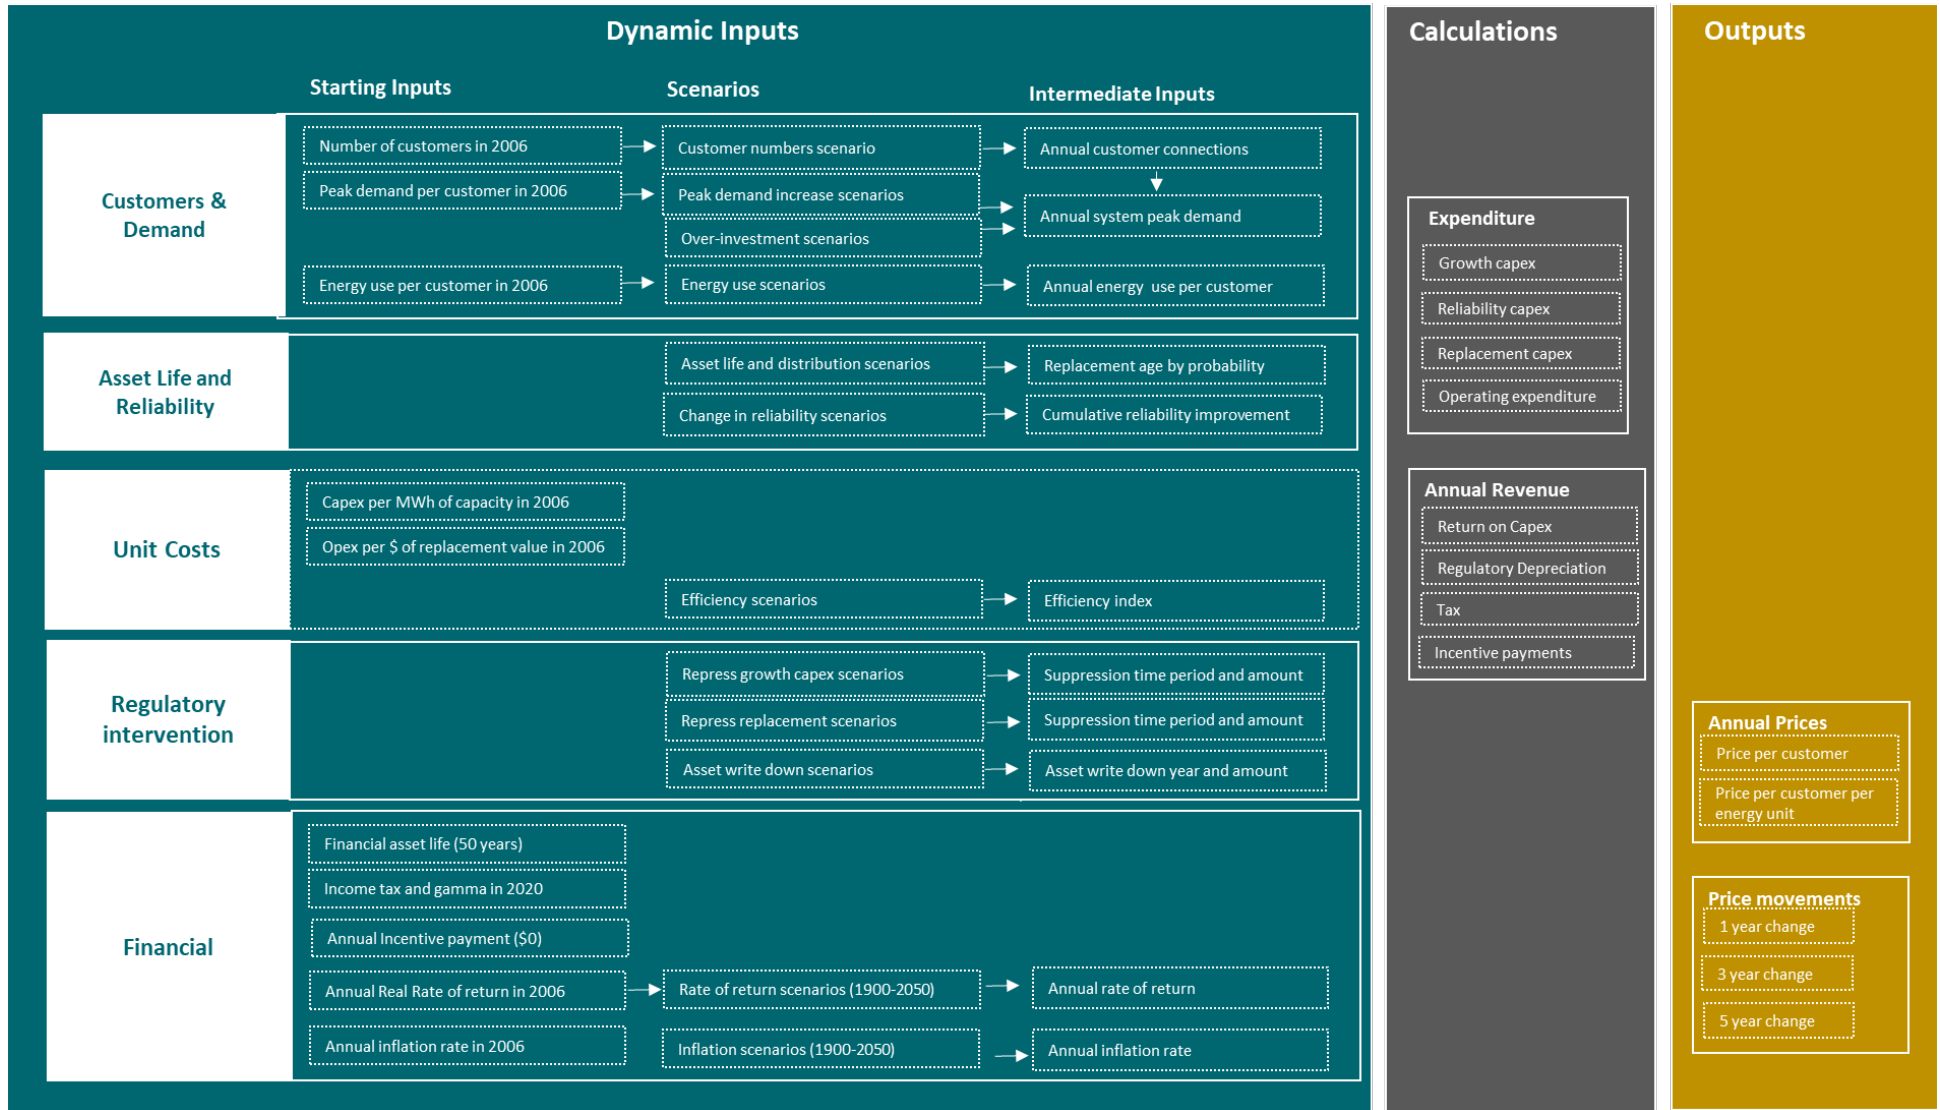 Dynamic Inputs
Calculations
Outputs
Starting Inputs
Scenarios
Intermediate Inputs
Customers &
Demand
Number of customers in 2006
Customer numbers scenario
Annual customer connections
Peak demand per customer in 2006
Peak demand increase scenarios
Annual system peak demand
Over-investment scenarios
Energy use per customer in 2006
Energy use scenarios
Annual energy use per customer
Asset Life and
Reliability
Asset life and distribution scenarios
Replacement age by probability
Change in reliability scenarios
Cumulative reliability improvement
Unit Costs
Capex per MWh of capacity in 2006
Opex per $ of replacement value in 2006
Efficiency scenarios
Efficiency index
Regulatory
intervention
Repress growth capex scenarios
Suppression time period and amount
Repress replacement scenarios
Suppression time period and amount
Asset write down scenarios
Asset write down year and amount
Financial
Financial asset life (50 years)
Income tax and gamma in 2020
Annual Incentive payment ($0)
Annual Real Rate of return in 2006
Rate of return scenarios (1900-2050)
Annual rate of return
Annual inflation rate in 2006
Inflation scenarios (1900-2050)
Annual inflation rate
Expenditure
Growth capex
Reliability capex
Replacement capex
Operating expenditure
Annual Revenue
Return on Capex
Regulatory Depreciation
Tax
Incentive payments
Annual Prices
Price per customer
Price per customer per
energy unit
Price movements
1 year change
3 year change
5 year change